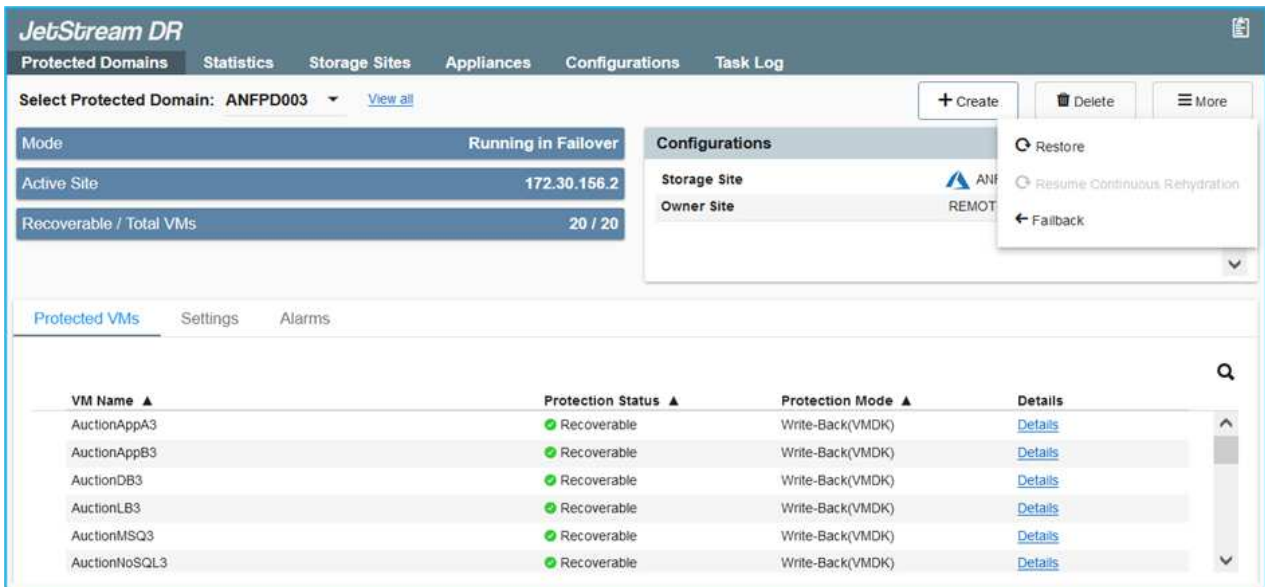 JetStream DR
Protected Domains Statistics Storage Sites Appliances Configurations Task Log
Select Protected Domain: ANFPD003 View all + Create Delete More
Mode Running in Failover
Active Site 172.30.156.2
Recoverable / Total VMs 20 / 20
Configurations
Storage Site ANF
Owner Site REMOT
Restore
Resume Continuous Rehydration
Failback
Protected VMs Settings Alarms
VM Name ▲ Protection Status ▲ Protection Mode ▲ Details
AuctionAppA3 Recoverable Write-Back(VMDK) Details
AuctionAppB3 Recoverable Write-Back(VMDK) Details
AuctionDB3 Recoverable Write-Back(VMDK) Details
AuctionLB3 Recoverable Write-Back(VMDK) Details
AuctionMSQ3 Recoverable Write-Back(VMDK) Details
AuctionNoSQL3 Recoverable Write-Back(VMDK) Details